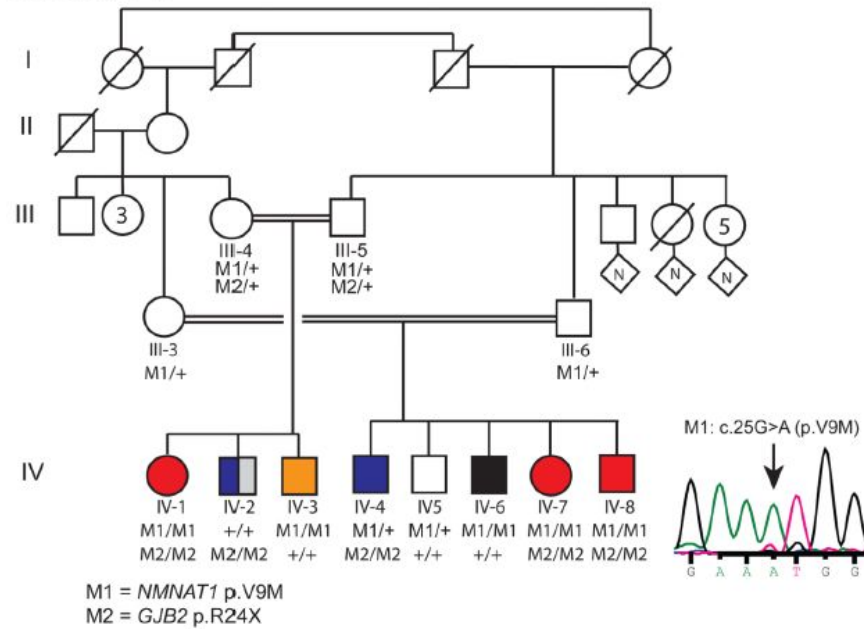 I
II
III
3
5
III-4
III-5
M1/+
M1/+
M2/+
M2/+
N
N
N
III-3
III-6
M1/+
M1/+
M1: c.25G>A (p.V9M)
IV
IV-1
IV-2
IV-3
IV-4
IV5
IV-6
IV-7
IV-8
M1/M1
+/+
M1/M1
M1/+
M1/+
M1/M1
M1/M1
M1/M1
M2/M2
M2/M2
+/+
M2/M2
+/+
+/+
M2/M2
M2/M2
G A A A T G G
M1 = NMNAT1 p.V9M
M2 = GJB2 p.R24X